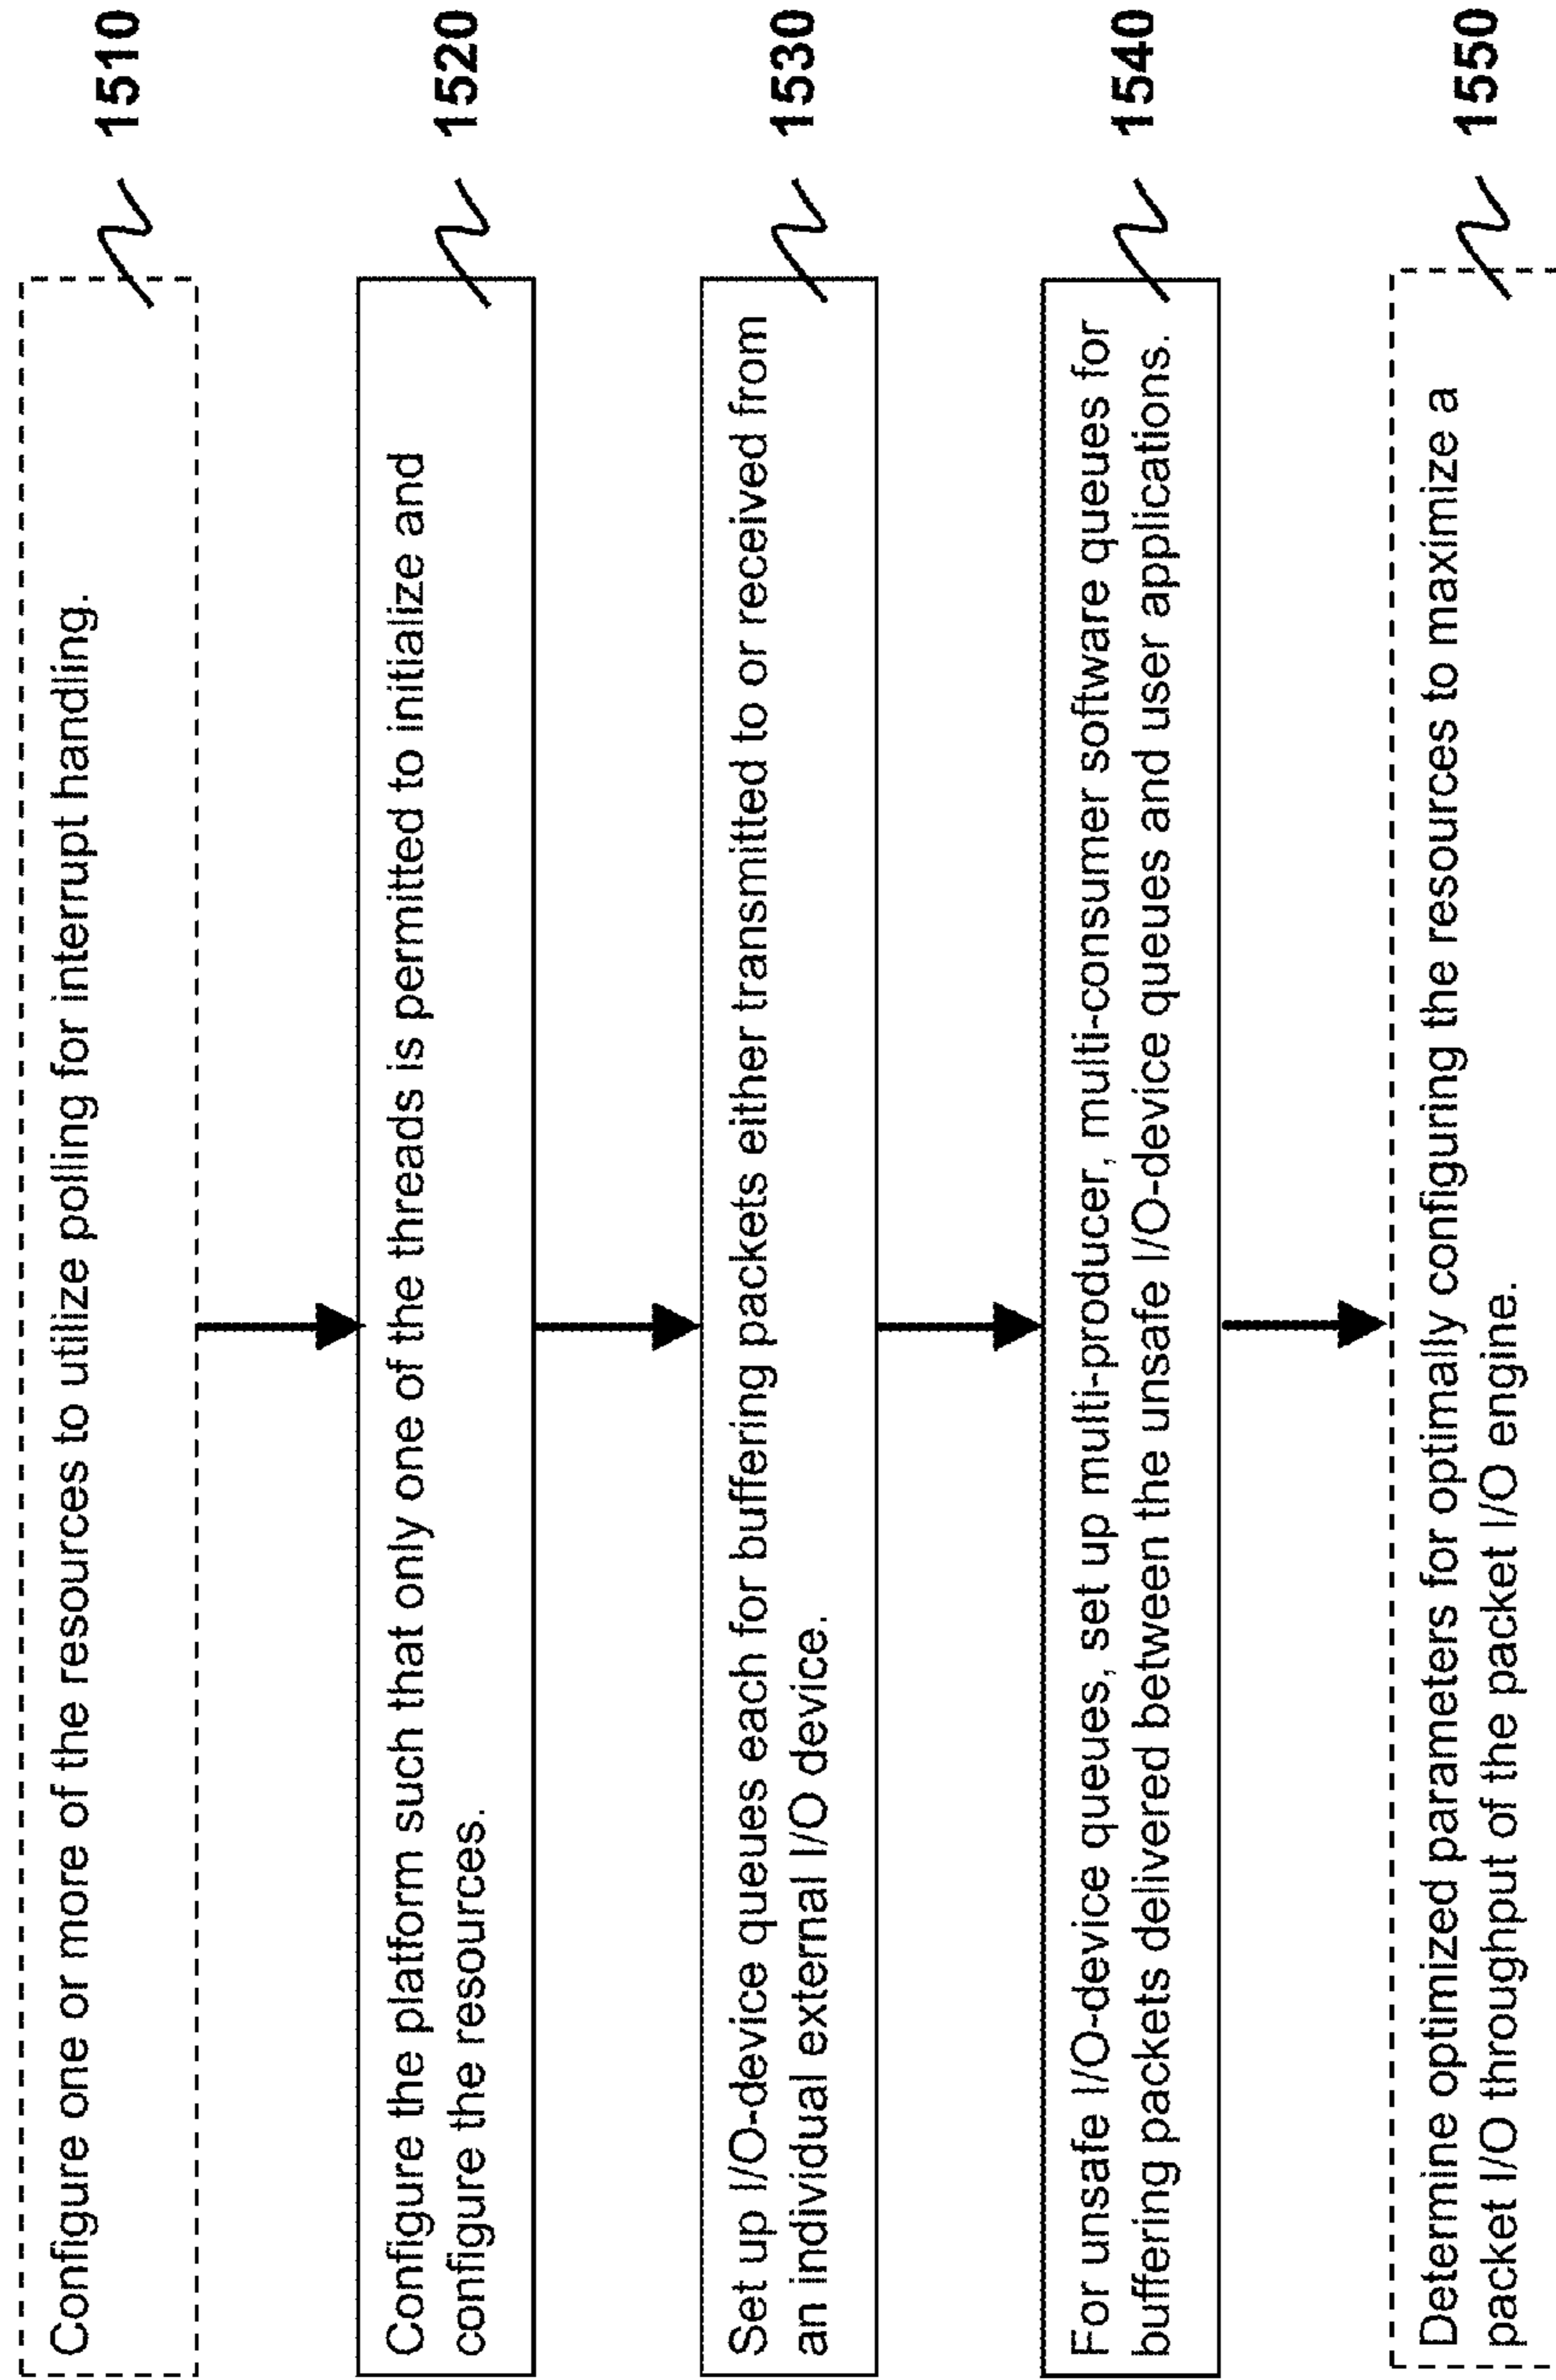 Configure one or more of the resources to utilize polling for interrupt handling.
1510
Configure the platform such that only one of the threads is permitted to initialize and
configure the resources.
1520
Set up I/O-device queues each for buffering packets either transmitted to or received from
an individual external I/O device.
1530
For unsafe I/O-device queues, set up multi-producer, multi-consumer software queues for
buffering packets delivered between the unsafe I/O-device queues and user applications.
1540
Determine optimized parameters for optimally configuring the resources to maximize a
packet I/O throughput of the packet I/O engine.
1550